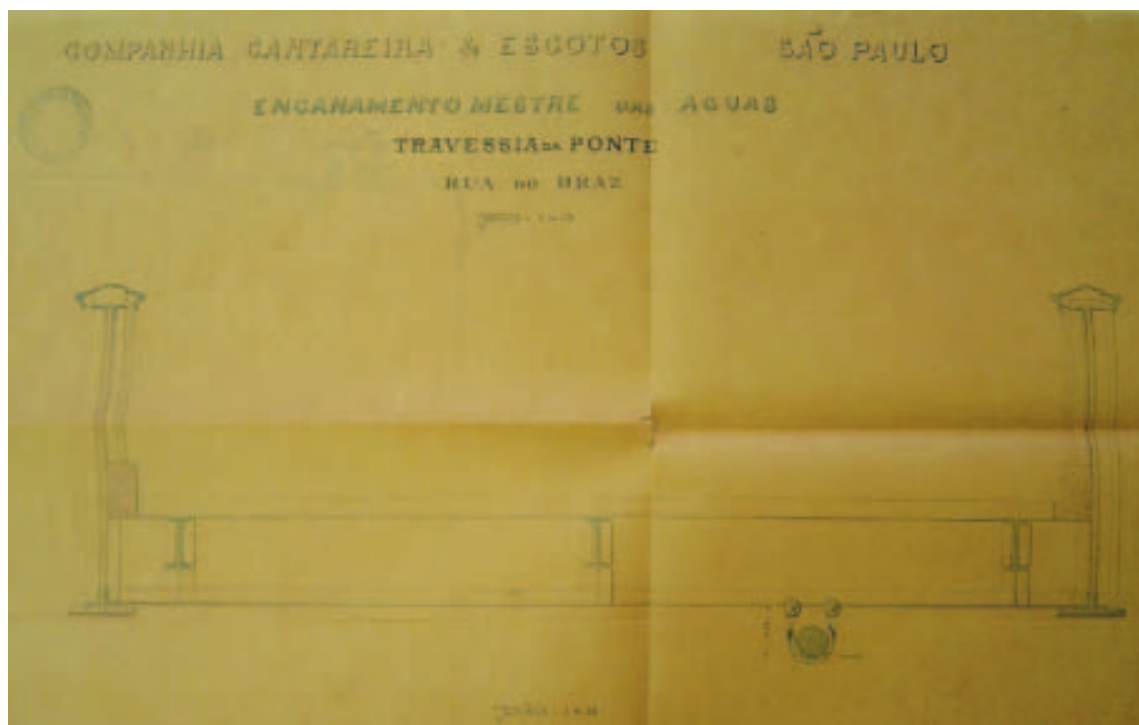 COMPANHIA CANTAREIRA & ESGOTOS SÃO PAULO
ENCANAMENTO MESTRE DAS AGUAS
TRAVESSIA DA PONTE
RUA DO BRAZ